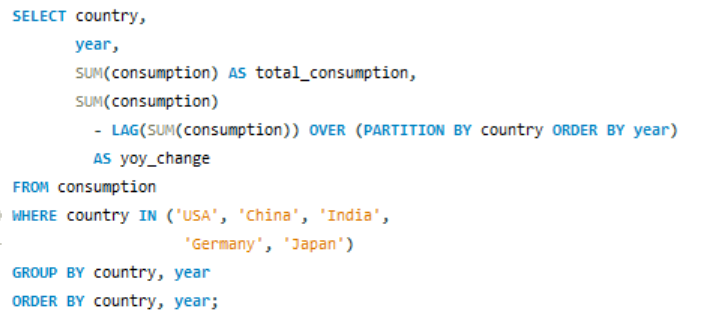 SELECT country,
year,
SUM(consumption) AS total_consumption,
SUM(consumption)
- LAG(SUM(consumption)) OVER (PARTITION BY country ORDER BY year)
AS yoy_change
FROM consumption
WHERE country IN ('USA', 'China', 'India',
'Germany', 'Japan')
GROUP BY country, year
ORDER BY country, year;